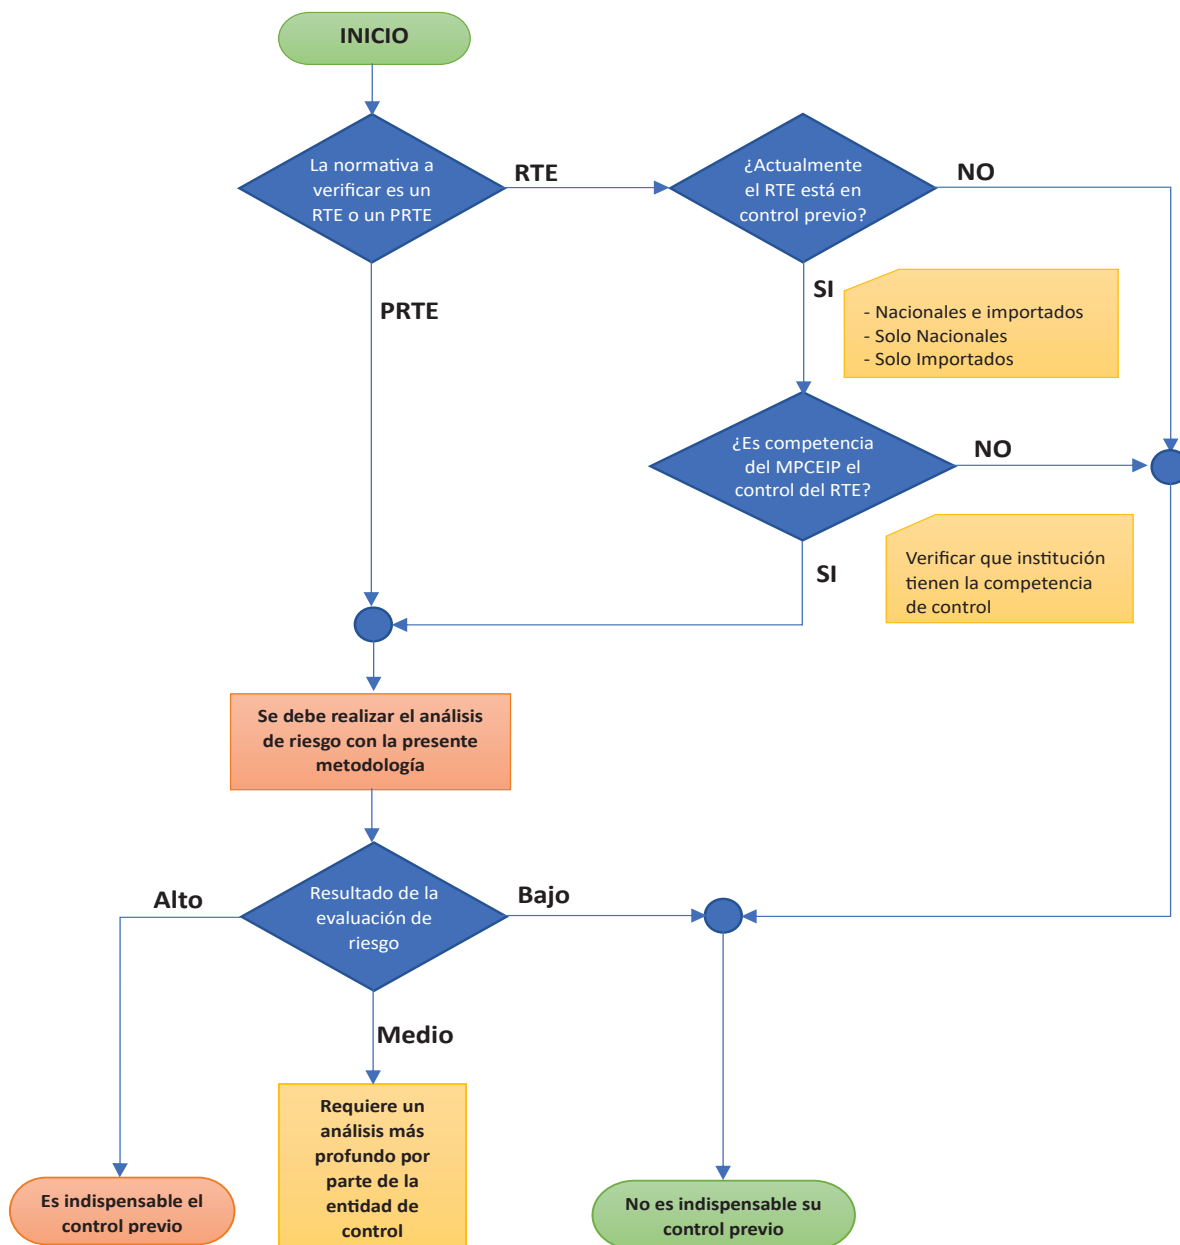 INICIO
La normativa a
verificar es un
RTE o un PRTE
RTE
¿Actualmente
el RTE está en
control previo?
NO
PRTE
SI
- Nacionales e importados
- Solo Nacionales
- Solo Importados
¿Es competencia
del MPCEIP el
control del RTE?
NO
SI
Verificar que institución
tienen la competencia
de control
Se debe realizar el análisis
de riesgo con la presente
metodología
Alto
Resultado de la
evaluación de
riesgo
Bajo
Medio
Requiere un
análisis más
profundo por
parte de la
entidad de
control
Es indispensable el
control previo
No es indispensable su
control previo